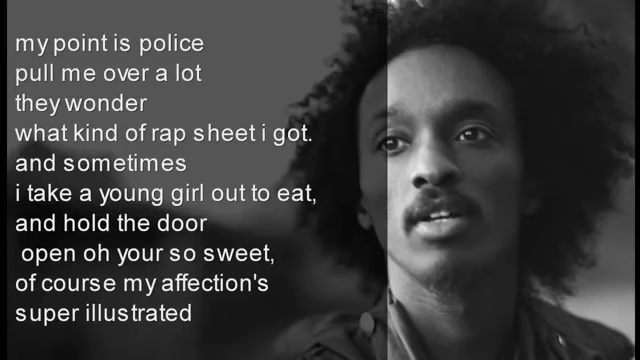 my point is police
pull me over a lot
they wonder
what kind of rap sheet i got.
and sometimes
i take a young girl out to eat,
and hold the door
open oh your so sweet,
of course my affection's
super illustrated